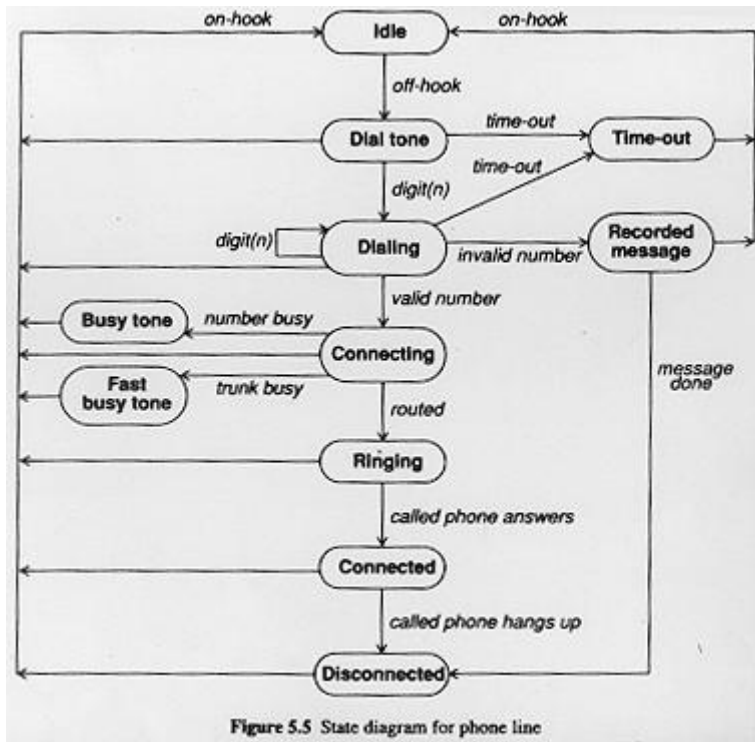 on-hook
Idle
on-hook
off-hook
Dial tone
time-out
Time-out
time-out
digit(n)
digit(n)
Dialing
invalid number
Recorded
message
valid number
Busy tone
number busy
Connecting
Fast
busy tone
trunk busy
message
done
routed
Ringing
called phone answers
Connected
called phone hangs up
Disconnected
Figure 5.5 State diagram for phone line